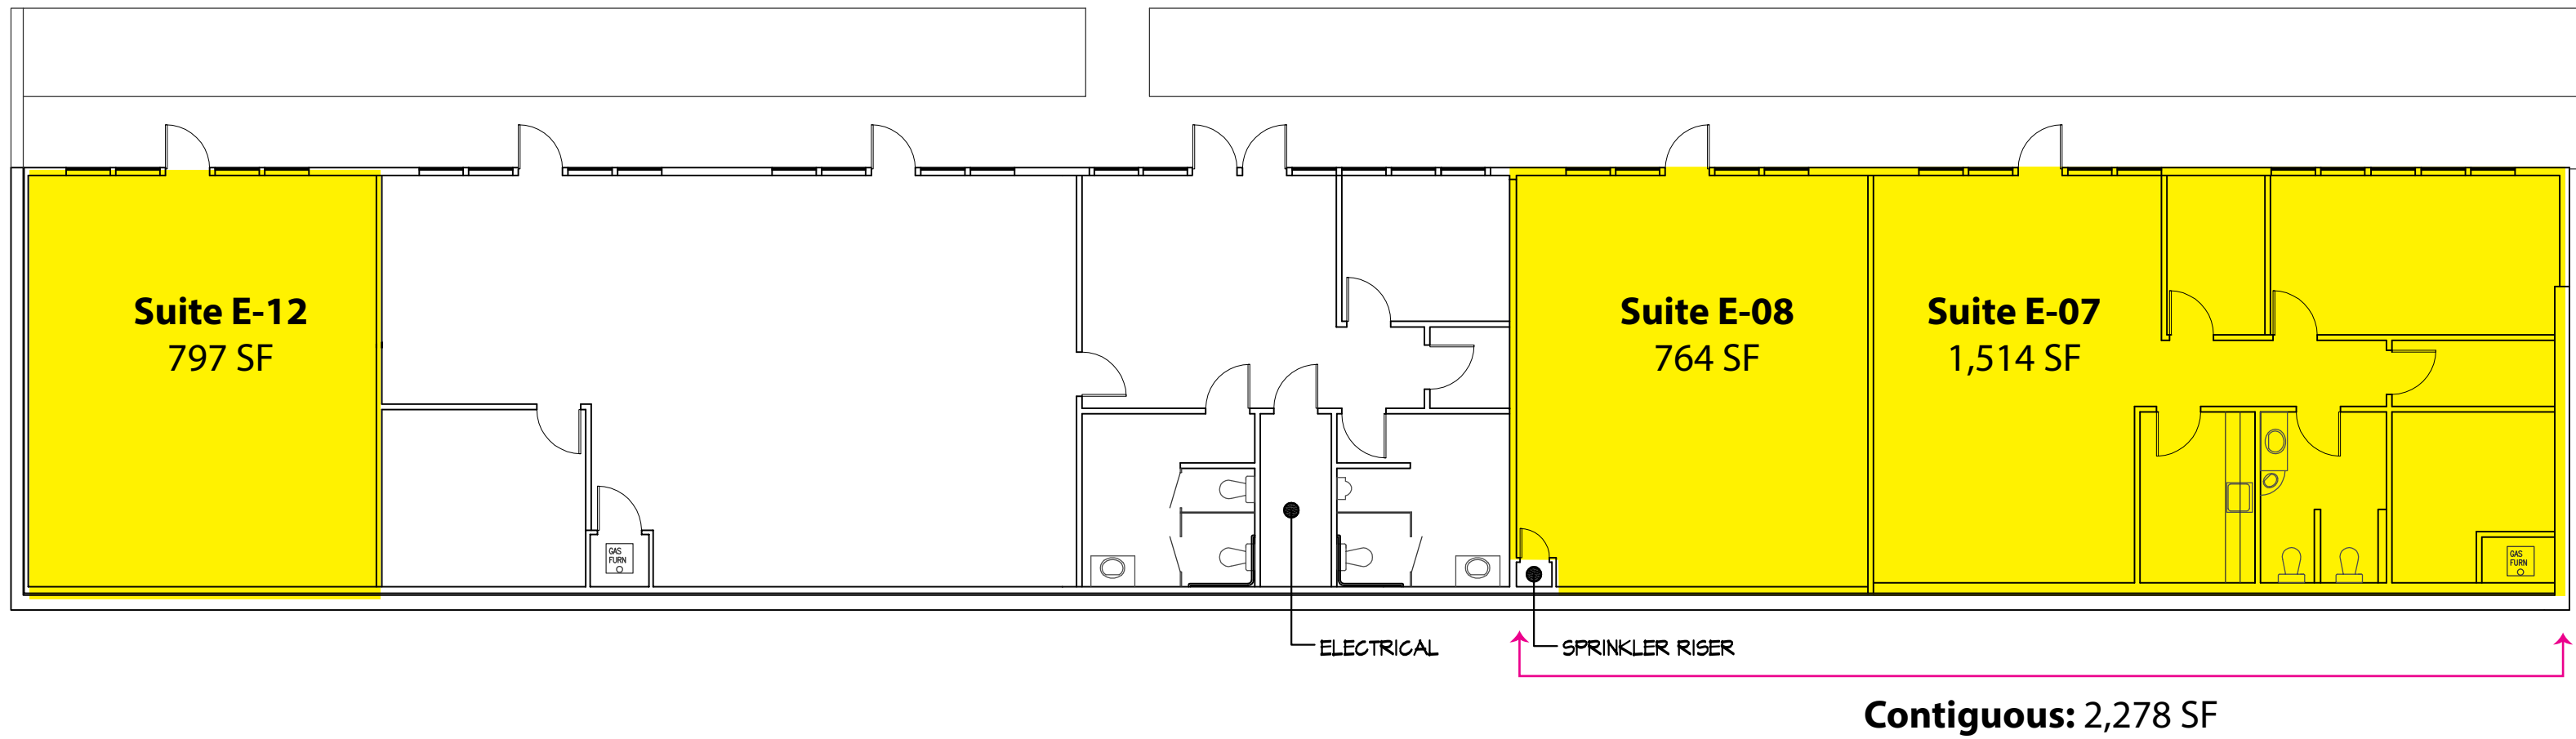 Suite E-12
797 SF
Suite E-08
764 SF
Suite E-07
1,514 SF
GAS
FURN
GAS
FURN
ELECTRICAL
SPRINKLER RISER
Contiguous: 2,278 SF